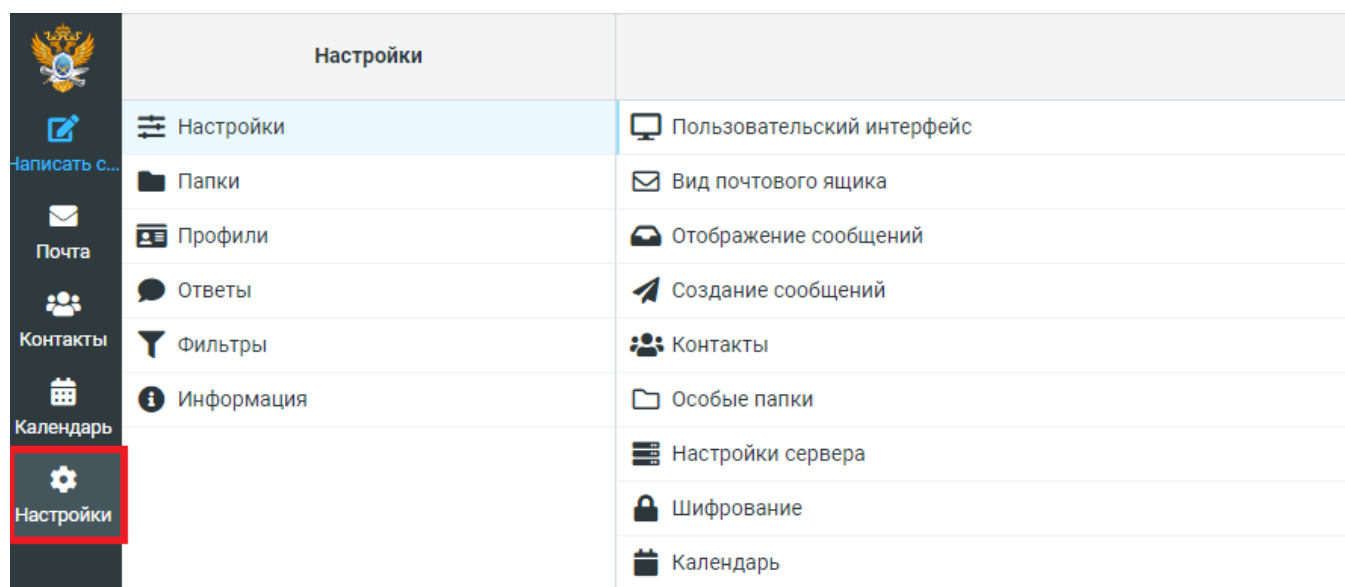 Настройки
Написать с...
Почта
Контакты
Календарь
Настройки
Настройки
Папки
Профили
Ответы
Фильтры
Информация
Пользовательский интерфейс
Вид почтового ящика
Отображение сообщений
Создание сообщений
Контакты
Особые папки
Настройки сервера
Шифрование
Календарь